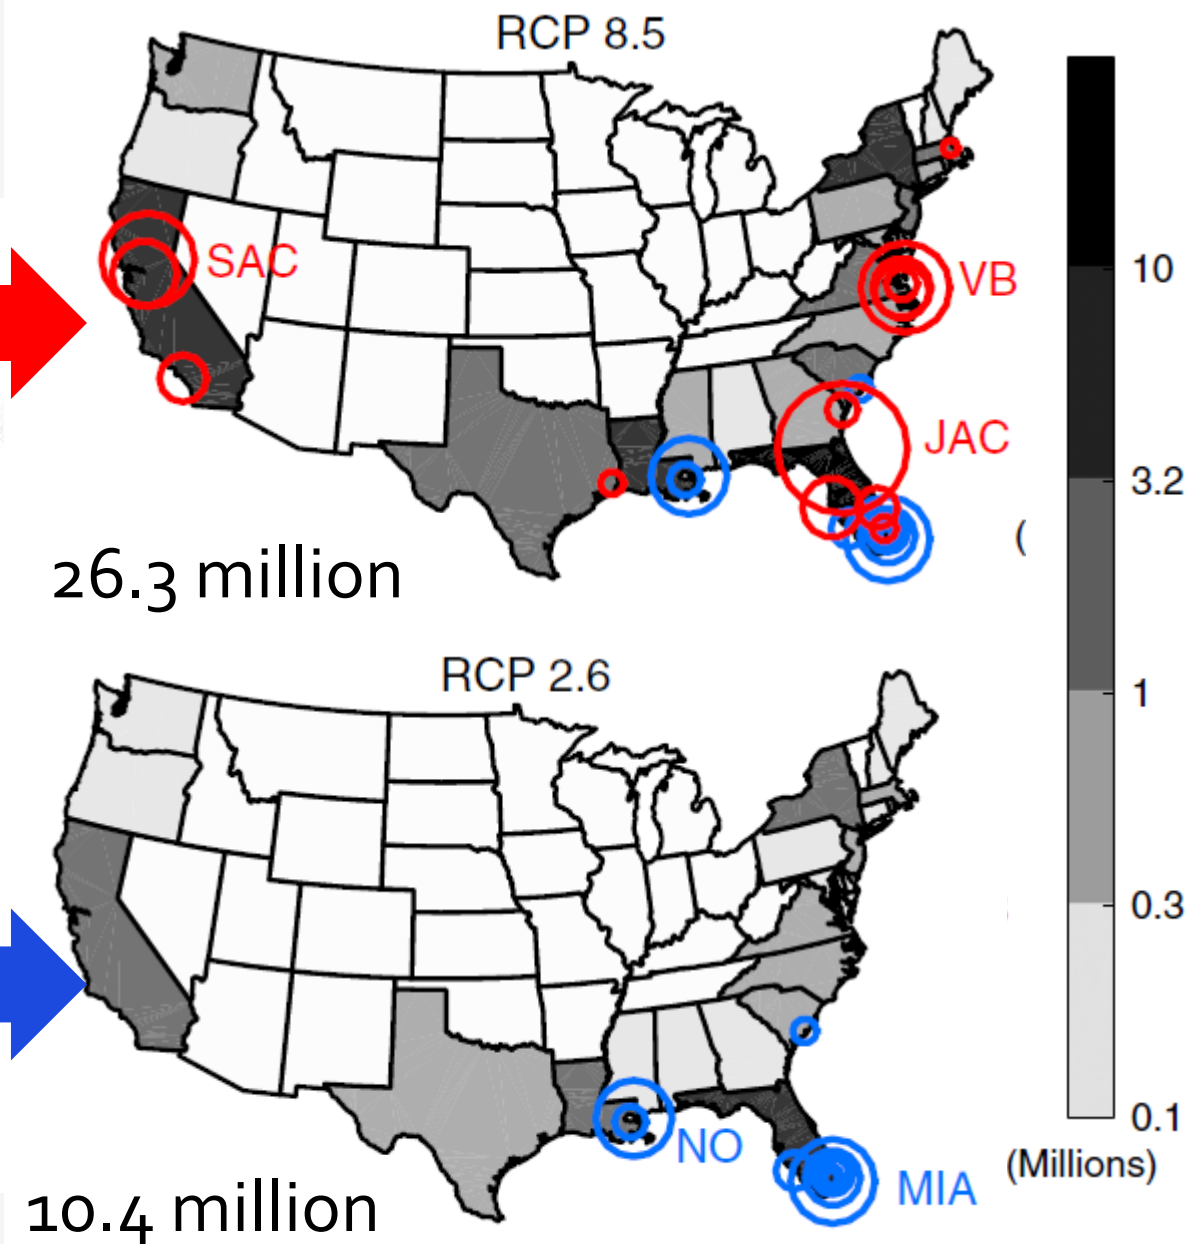 RCP 8.5
SAC
VB
JAC
26.3 million
RCP 2.6
NO
MIA
10.4 million
10
3.2
(
1
0.3
0.1
(Millions)